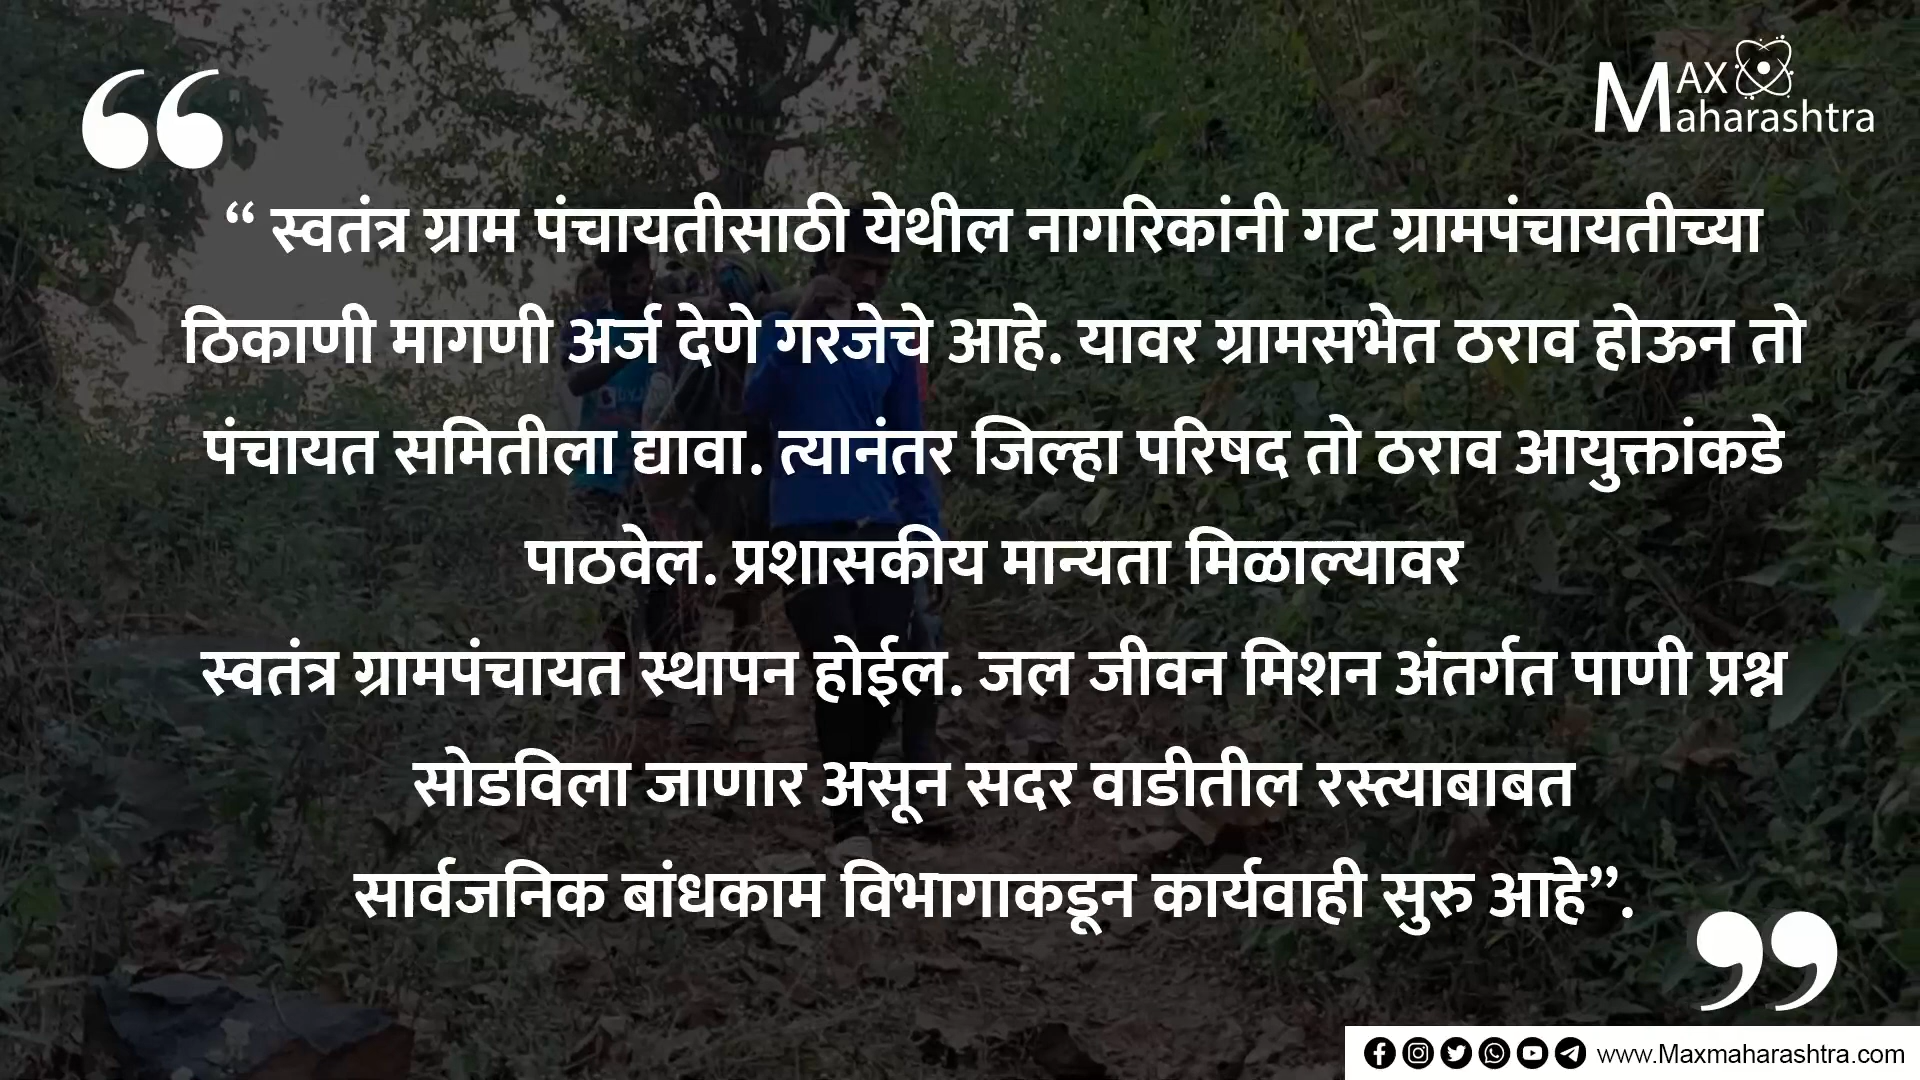 MAX
Maharashtra
“ स्वतंत्र ग्राम पंचायतीसाठी येथील नागरिकांनी गट ग्रामपंचायतीच्या
ठिकाणी मागणी अर्ज देणे गरजेचे आहे. यावर ग्रामसभेत ठराव होऊन तो
पंचायत समितीला द्यावा. त्यानंतर जिल्हा परिषद तो ठराव आयुक्तांकडे
पाठवेल. प्रशासकीय मान्यता मिळाल्यावर
स्वतंत्र ग्रामपंचायत स्थापन होईल. जल जीवन मिशन अंतर्गत पाणी प्रश्न
सोडविला जाणार असून सदर वाडीतील रस्त्याबाबत
सार्वजनिक बांधकाम विभागाकडून कार्यवाही सुरु आहे”.
www.Maxmaharashtra.com